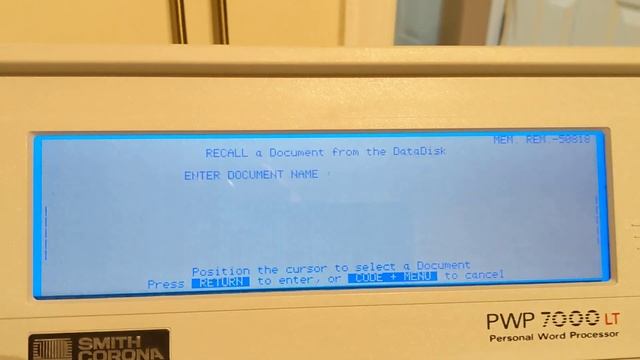 MEM. REM.-50818
RECALL a Document from the DataDisk
ENTER DOCUMENT NAME
Position the cursor to select a Document
Press RETURN to enter, or CODE + MENU to cancel
PWP 7000 LT
Personal Word Processor
SMITH
CORONA